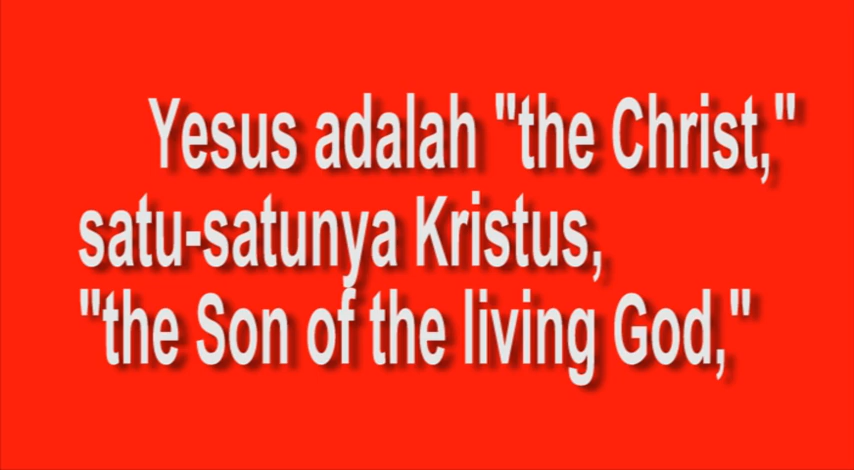 Yesus adalah "the Christ,"
satu-satunya Kristus,
"the Son of the living God,"